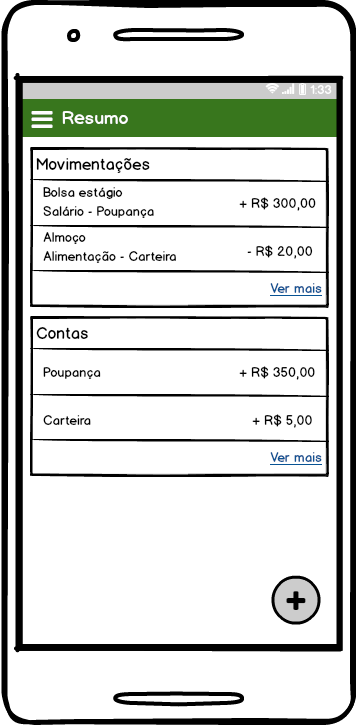 1:33
Resumo
Movimentações
Bolsa estágio
Salário - Poupança
+ R$ 300,00
Almoço
Alimentação - Carteira
- R$ 20,00
Ver mais
Contas
Poupança
+ R$ 350,00
Carteira
+ R$ 5,00
Ver mais